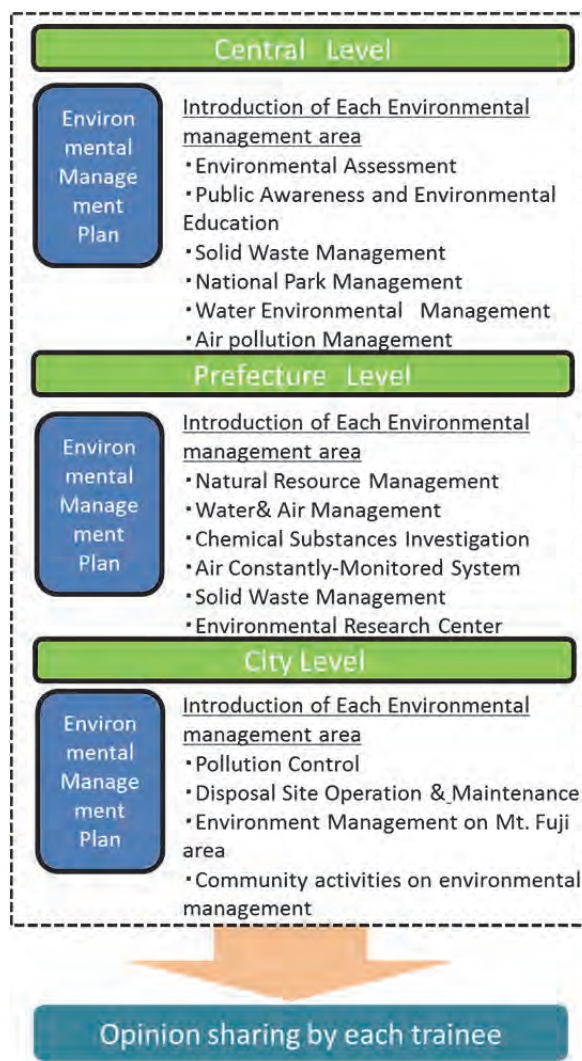 Central Level
Environ
mental
Manage
ment
Plan
Introduction of Each Environmental
management area
・Environmental Assessment
・Public Awareness and Environmental
Education
・Solid Waste Management
・National Park Management
・Water Environmental Management
・Air pollution Management
Prefecture Level
Environ
mental
Manage
ment
Plan
Introduction of Each Environmental
management area
・Natural Resource Management
・Water& Air Management
・Chemical Substances Investigation
・Air Constantly-Monitored System
・Solid Waste Management
・Environmental Research Center
City Level
Environ
mental
Manage
ment
Plan
Introduction of Each Environmental
management area
・Pollution Control
・Disposal Site Operation & Maintenance
・Environment Management on Mt. Fuji
area
・Community activities on environmental
management
Opinion sharing by each trainee